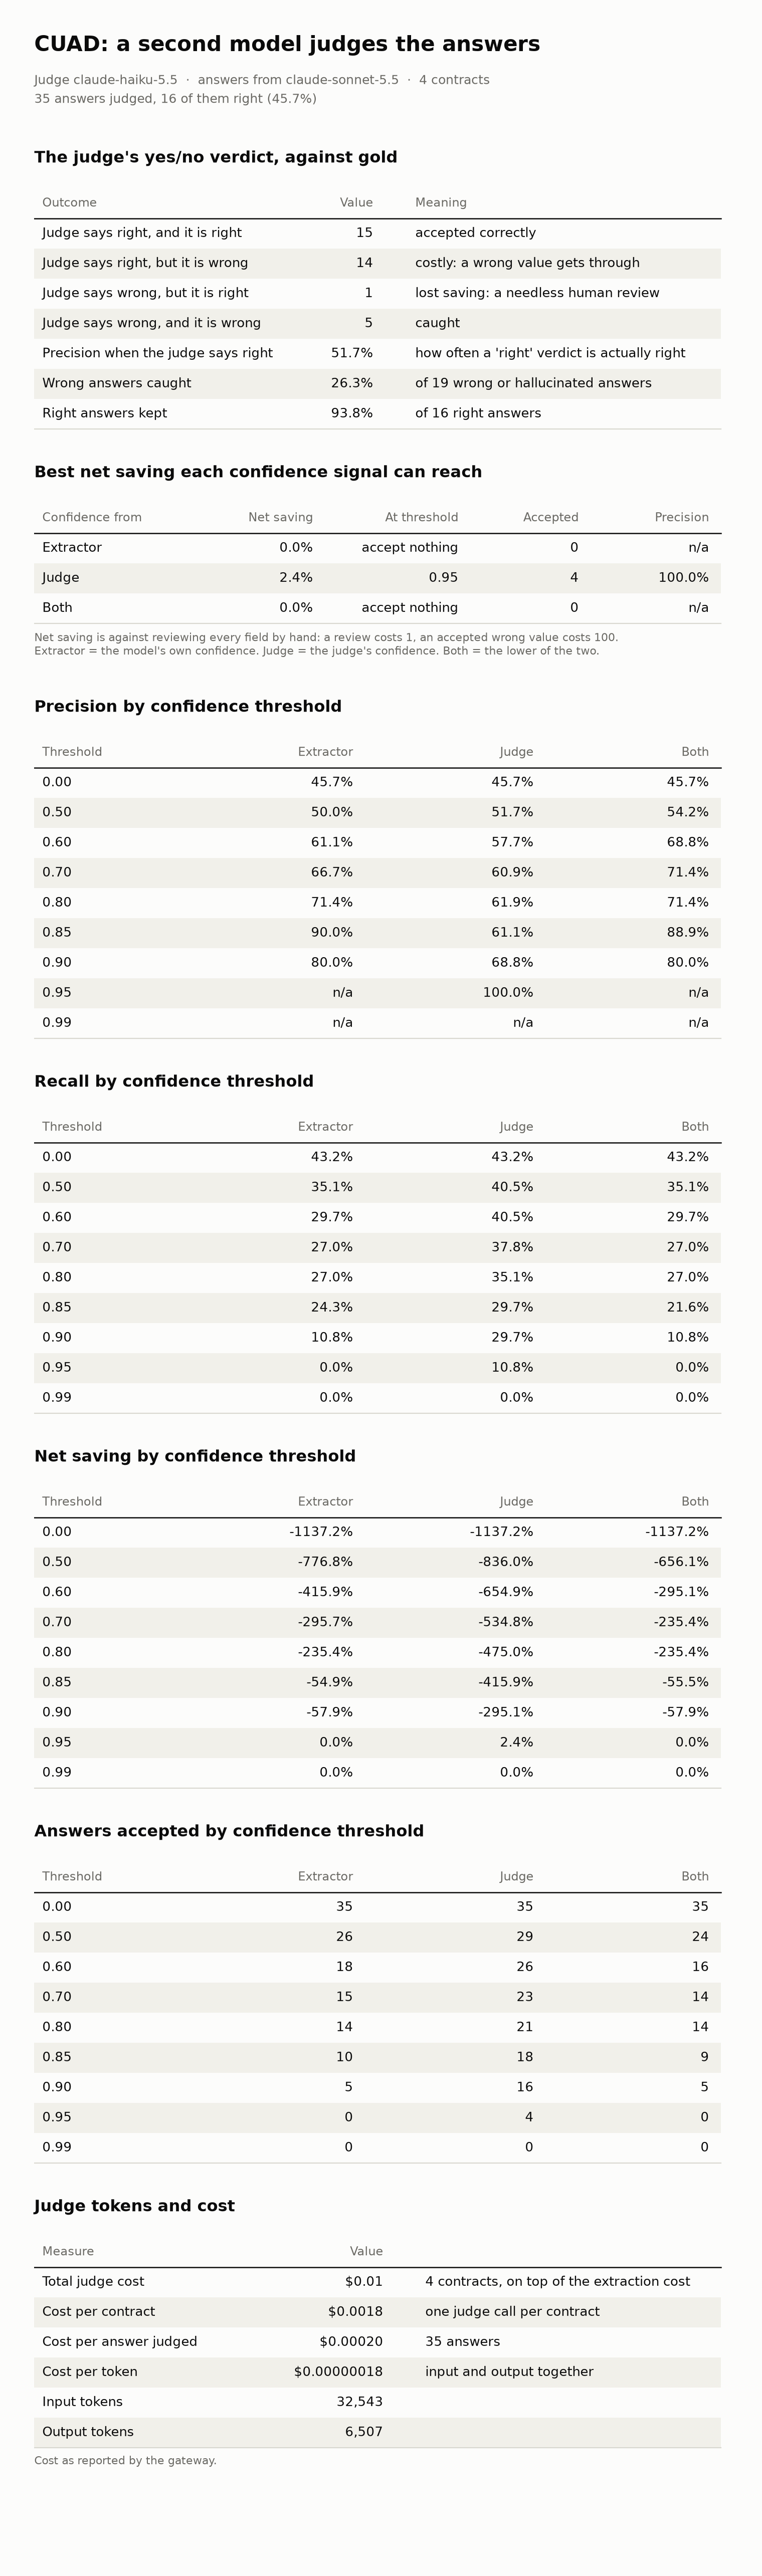 CUAD: a second model judges the answers
Judge claude-haiku-5.5 · answers from claude-sonnet-5.5 · 4 contracts
35 answers judged, 16 of them right (45.7%)
The judge's yes/no verdict, against gold
Outcome Value Meaning
Judge says right, and it is right 15 accepted correctly
Judge says right, but it is wrong 14 costly: a wrong value gets through
Judge says wrong, but it is right 1 lost saving: a needless human review
Judge says wrong, and it is wrong 5 caught
Precision when the judge says right 51.7% how often a 'right' verdict is actually right
Wrong answers caught 26.3% of 19 wrong or hallucinated answers
Right answers kept 93.8% of 16 right answers
Best net saving each confidence signal can reach
Confidence from Net saving At threshold Accepted Precision
Extractor 0.0% accept nothing 0 n/a
Judge 2.4% 0.95 4 100.0%
Both 0.0% accept nothing 0 n/a
Net saving is against reviewing every field by hand: a review costs 1, an accepted wrong value costs 100.
Extractor = the model's own confidence. Judge = the judge's confidence. Both = the lower of the two.
Precision by confidence threshold
Threshold Extractor Judge Both
0.00 45.7% 45.7% 45.7%
0.50 50.0% 51.7% 54.2%
0.60 61.1% 57.7% 68.8%
0.70 66.7% 60.9% 71.4%
0.80 71.4% 61.9% 71.4%
0.85 90.0% 61.1% 88.9%
0.90 80.0% 68.8% 80.0%
0.95 n/a 100.0% n/a
0.99 n/a n/a n/a
Recall by confidence threshold
Threshold Extractor Judge Both
0.00 43.2% 43.2% 43.2%
0.50 35.1% 40.5% 35.1%
0.60 29.7% 40.5% 29.7%
0.70 27.0% 37.8% 27.0%
0.80 27.0% 35.1% 27.0%
0.85 24.3% 29.7% 21.6%
0.90 10.8% 29.7% 10.8%
0.95 0.0% 10.8% 0.0%
0.99 0.0% 0.0% 0.0%
Net saving by confidence threshold
Threshold Extractor Judge Both
0.00 -1137.2% -1137.2% -1137.2%
0.50 -776.8% -836.0% -656.1%
0.60 -415.9% -654.9% -295.1%
0.70 -295.7% -534.8% -235.4%
0.80 -235.4% -475.0% -235.4%
0.85 -54.9% -415.9% -55.5%
0.90 -57.9% -295.1% -57.9%
0.95 0.0% 2.4% 0.0%
0.99 0.0% 0.0% 0.0%
Answers accepted by confidence threshold
Threshold Extractor Judge Both
0.00 35 35 35
0.50 26 29 24
0.60 18 26 16
0.70 15 23 14
0.80 14 21 14
0.85 10 18 9
0.90 5 16 5
0.95 0 4 0
0.99 0 0 0
Judge tokens and cost
Measure Value
Total judge cost $0.01 4 contracts, on top of the extraction cost
Cost per contract $0.0018 one judge call per contract
Cost per answer judged $0.00020 35 answers
Cost per token $0.00000018 input and output together
Input tokens 32,543
Output tokens 6,507
Cost as reported by the gateway.